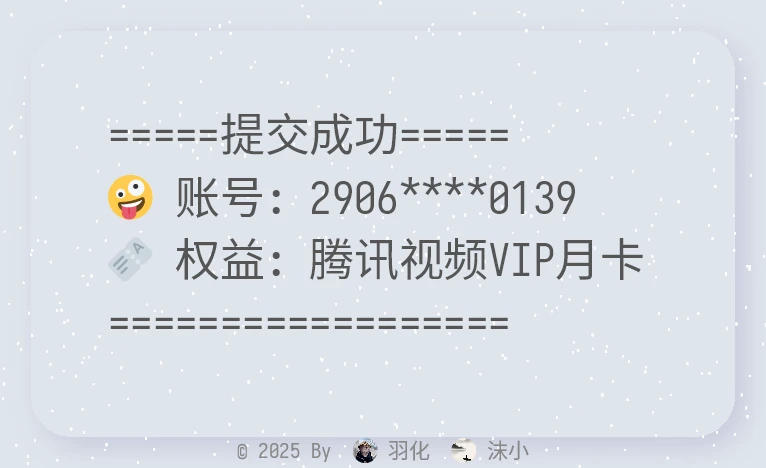 =====提交成功=====
🤪 账号：2906****0139
🎫 权益：腾讯视频VIP月卡
==================
© 2025 By 羽化 沫小